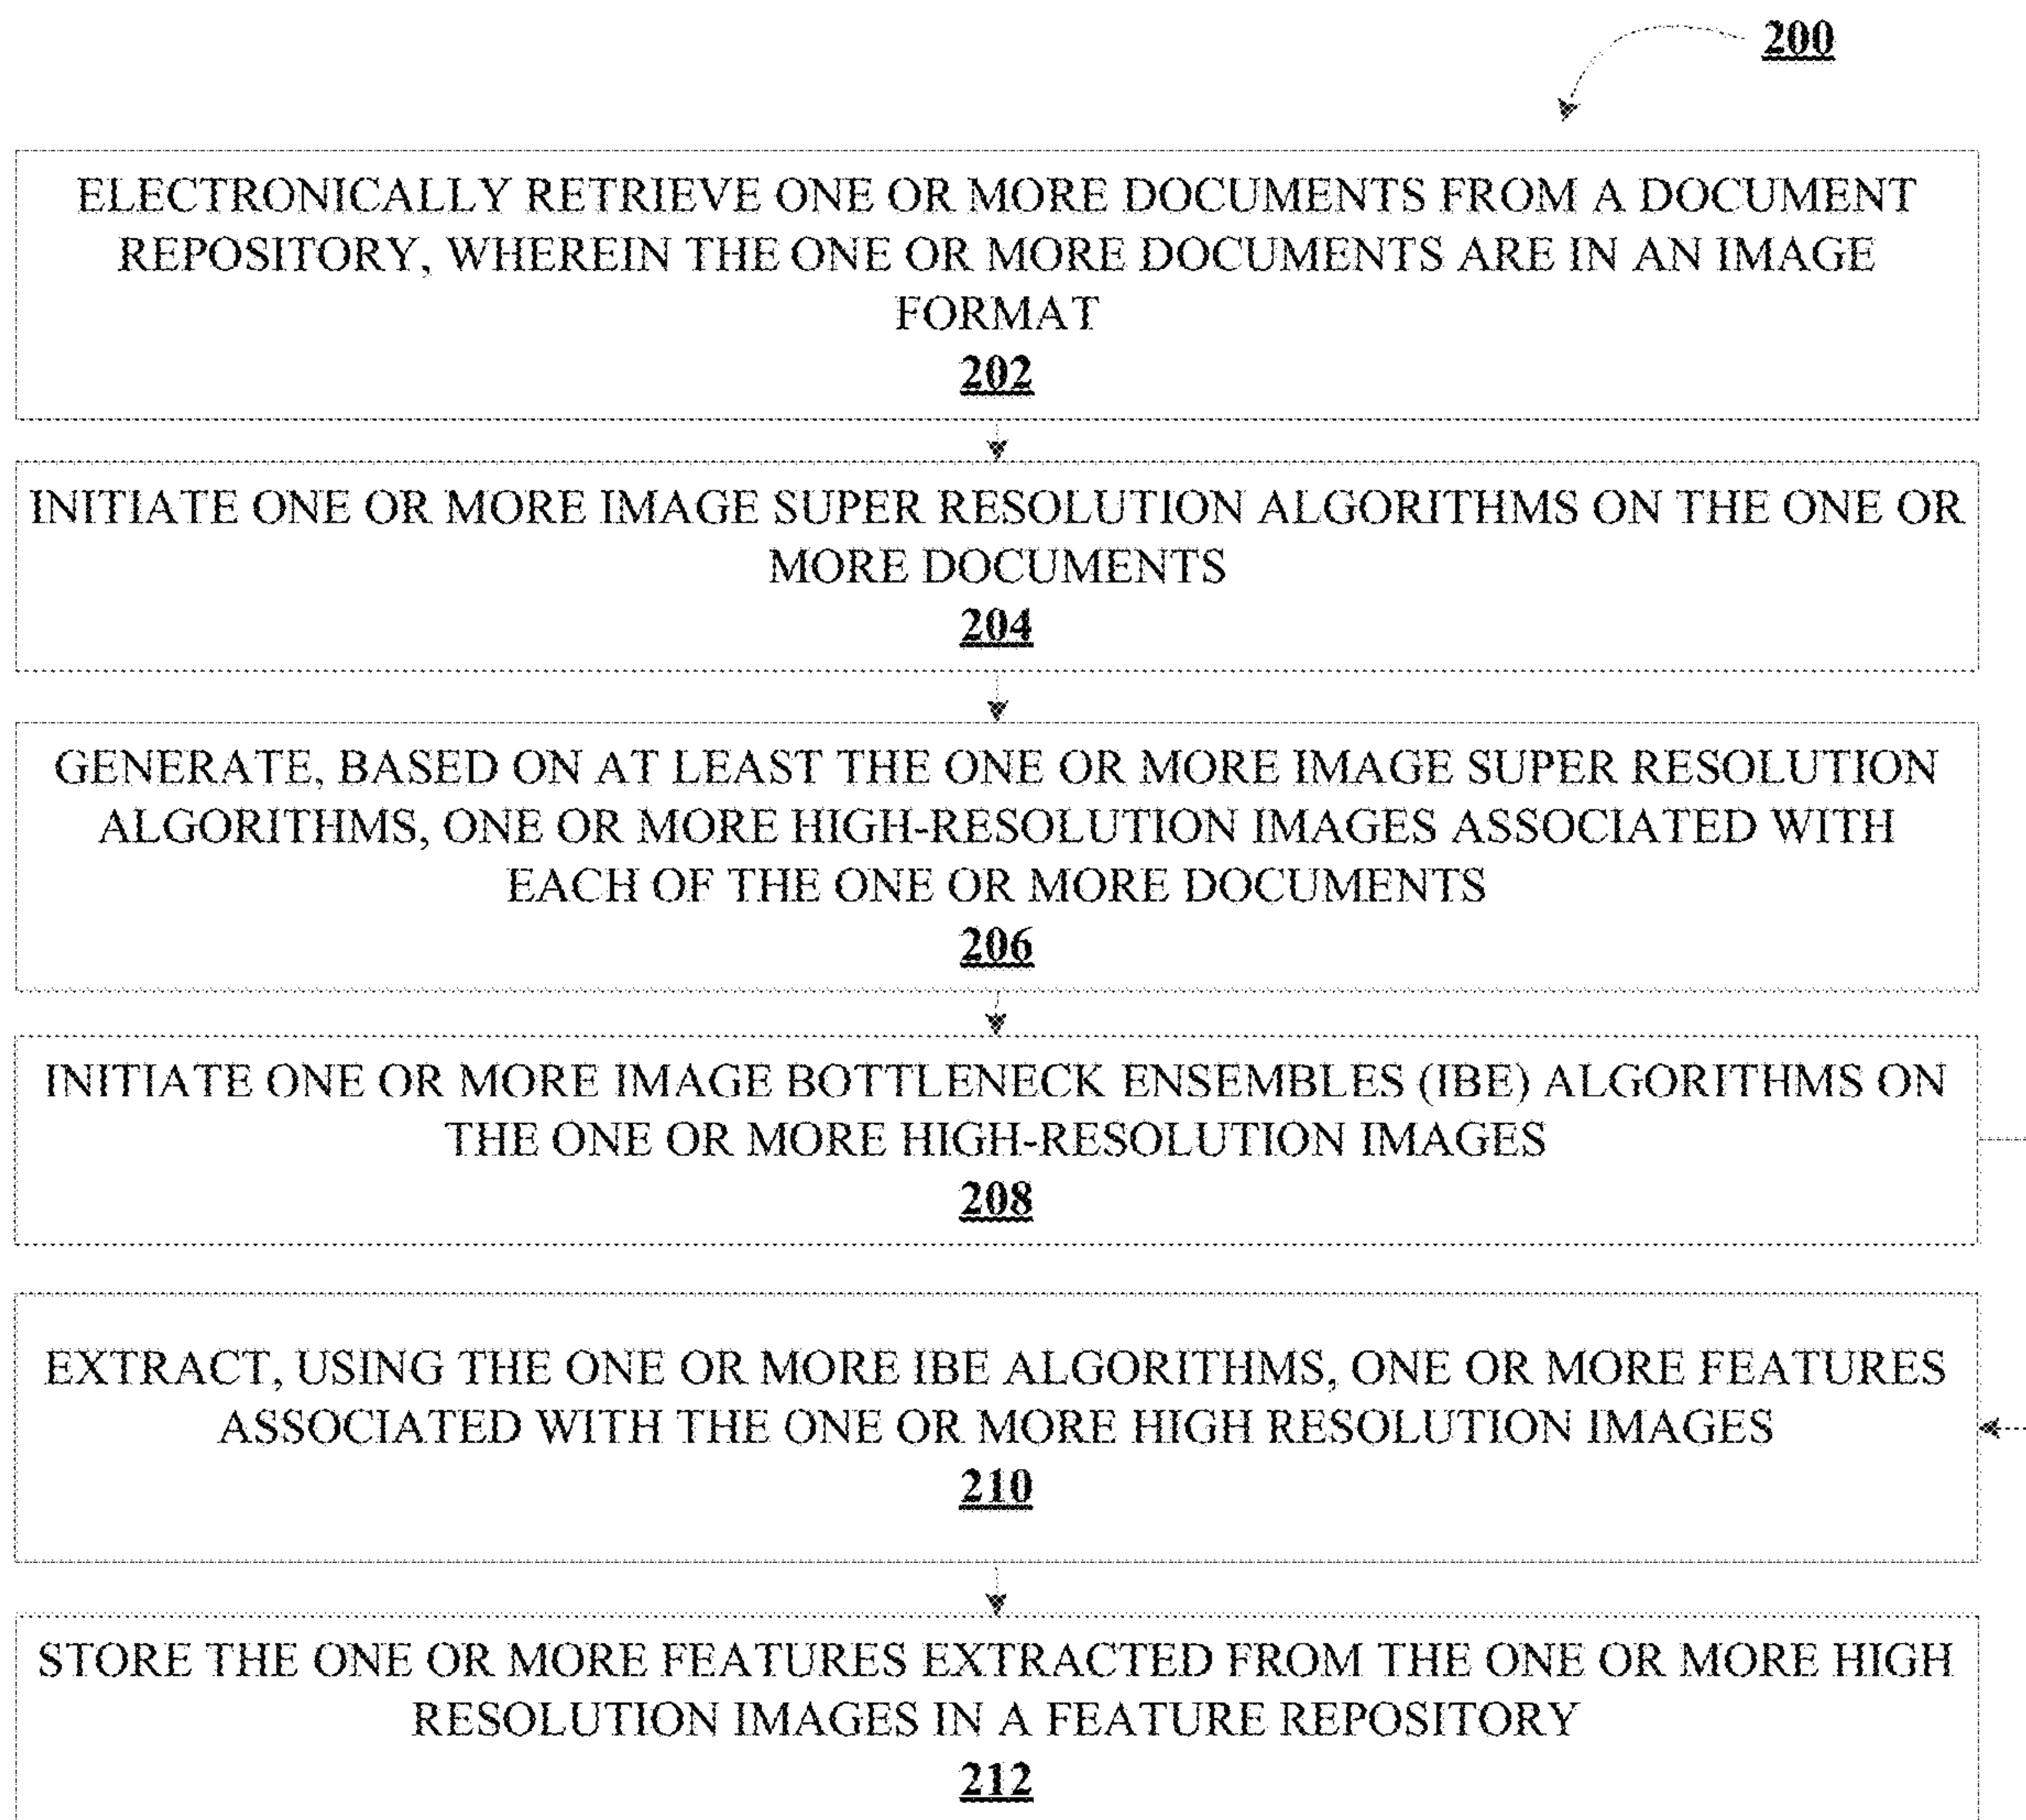 200
ELECTRONICALLY RETRIEVE ONE OR MORE DOCUMENTS FROM A DOCUMENT
REPOSITORY, WHEREIN THE ONE OR MORE DOCUMENTS ARE IN AN IMAGE
FORMAT
202
INITIATE ONE OR MORE IMAGE SUPER RESOLUTION ALGORITHMS ON THE ONE OR
MORE DOCUMENTS
204
GENERATE, BASED ON AT LEAST THE ONE OR MORE IMAGE SUPER RESOLUTION
ALGORITHMS, ONE OR MORE HIGH-RESOLUTION IMAGES ASSOCIATED WITH
EACH OF THE ONE OR MORE DOCUMENTS
206
INITIATE ONE OR MORE IMAGE BOTTLENECK ENSEMBLES (IBE) ALGORITHMS ON
THE ONE OR MORE HIGH-RESOLUTION IMAGES
208
EXTRACT, USING THE ONE OR MORE IBE ALGORITHMS, ONE OR MORE FEATURES
ASSOCIATED WITH THE ONE OR MORE HIGH RESOLUTION IMAGES
210
STORE THE ONE OR MORE FEATURES EXTRACTED FROM THE ONE OR MORE HIGH
RESOLUTION IMAGES IN A FEATURE REPOSITORY
212